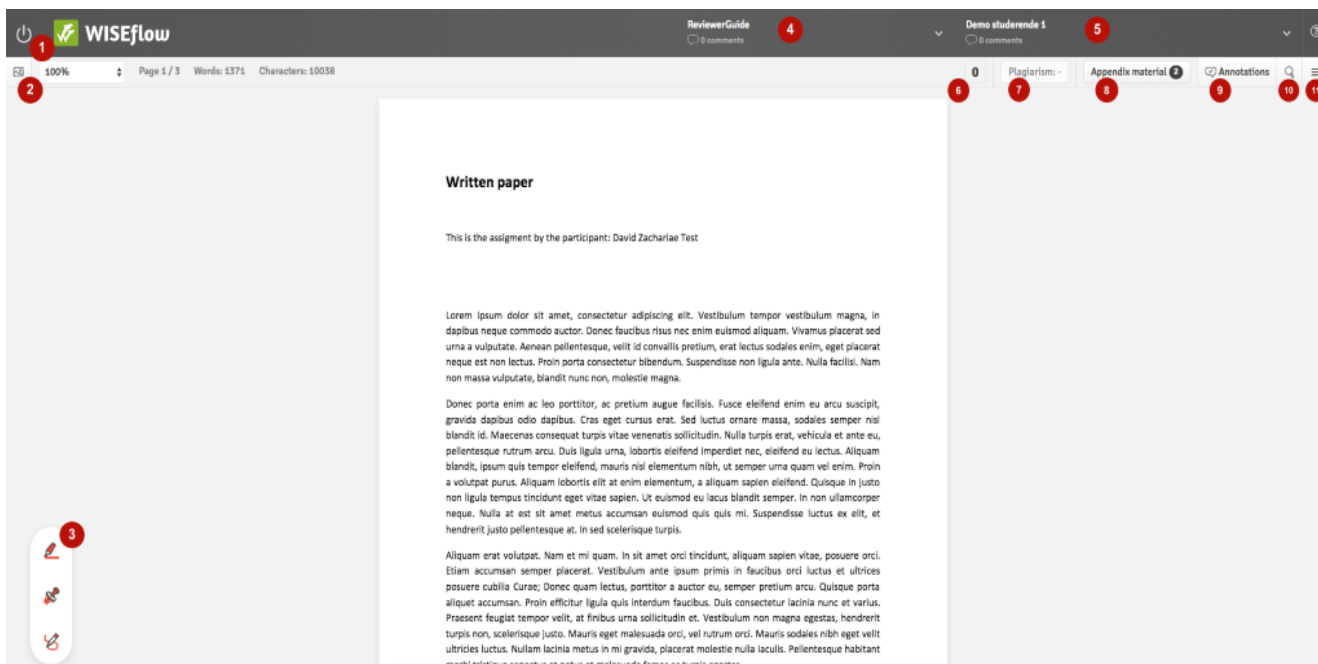 ReviewerGuide
0 comments
4
Demo studerende 1
0 comments
5
1
WISEflow
100%
Page 1 / 3 Words: 1371 Characters: 10038
0
Plagiarism: -
Appendix material 2
Annotations
2
6
7
8
9
10
11
Written paper
This is the assigment by the participant: David Zachariae Test
Lorem ipsum dolor sit amet, consectetur adipiscing elit. Vestibulum tempor vestibulum magna, in
dapibus neque commodo auctor. Donec faucibus risus nec enim euismod aliquam. Vivamus placerat sed
urna a vulputate. Aenean pellentesque, velit id convallis pretium, erat lectus sodales enim, eget placerat
neque est non lectus. Proin porta consectetur bibendum. Suspendisse non ligula ante. Nulla facilisi. Nam
non massa vulputate, blandit nunc non, molestie magna.
Donec porta enim ac leo porttitor, ac pretium augue facilisis. Fusce eleifend enim eu arcu suscipit,
gravida dapibus odio dapibus. Cras eget cursus erat. Sed luctus ornare massa, sodales semper nisl
blandit id. Maecenas consequat turpis vitae venenatis sollicitudin. Nulla turpis erat, vehicula et ante eu,
pellentesque rutrum arcu. Duis ligula urna, lobortis eleifend imperdiet nec, eleifend eu lectus. Aliquam
blandit, ipsum quis tempor eleifend, mauris nisl elementum nibh, ut semper urna quam vel enim. Proin
a volutpat purus. Aliquam lobortis elit at enim elementum, a aliquam sapien eleifend. Quisque in justo
non ligula tempus tincidunt eget vitae sapien. Ut euismod eu lacus blandit semper. In non ullamcorper
neque. Nulla at est sit amet metus accumsan euismod quis quis mi. Suspendisse luctus ex elit, et
hendrerit justo pellentesque at. In sed scelerisque turpis.
3
Aliquam erat volutpat. Nam et mi quam. In sit amet orci tincidunt, aliquam sapien vitae, posuere orci.
Etiam accumsan semper placerat. Vestibulum ante ipsum primis in faucibus orci luctus et ultrices
posuere cubilia Curae; Donec quam lectus, porttitor a auctor eu, semper pretium arcu. Quisque porta
aliquet accumsan. Proin efficitur ligula quis interdum faucibus. Duis consectetur lacinia nunc et varius.
Praesent feugiat tempor velit, at finibus urna sollicitudin et. Vestibulum non magna egestas, hendrerit
turpis non, scelerisque justo. Mauris eget malesuada orci, vel rutrum orci. Mauris sodales nibh eget velit
ultricies luctus. Nullam lacinia metus in mi gravida, placerat molestie nulla iaculis. Pellentesque habitant